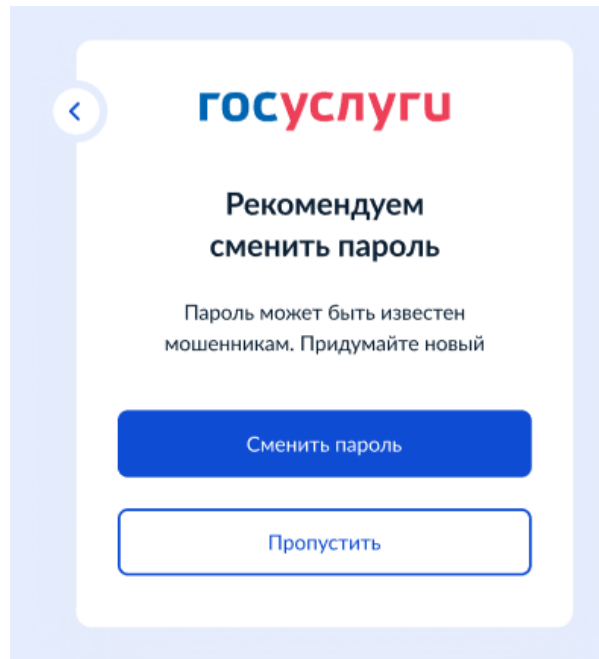 госуслуги
Рекомендуем
сменить пароль
Пароль может быть известен
мошенникам. Придумайте новый
Сменить пароль
Пропустить